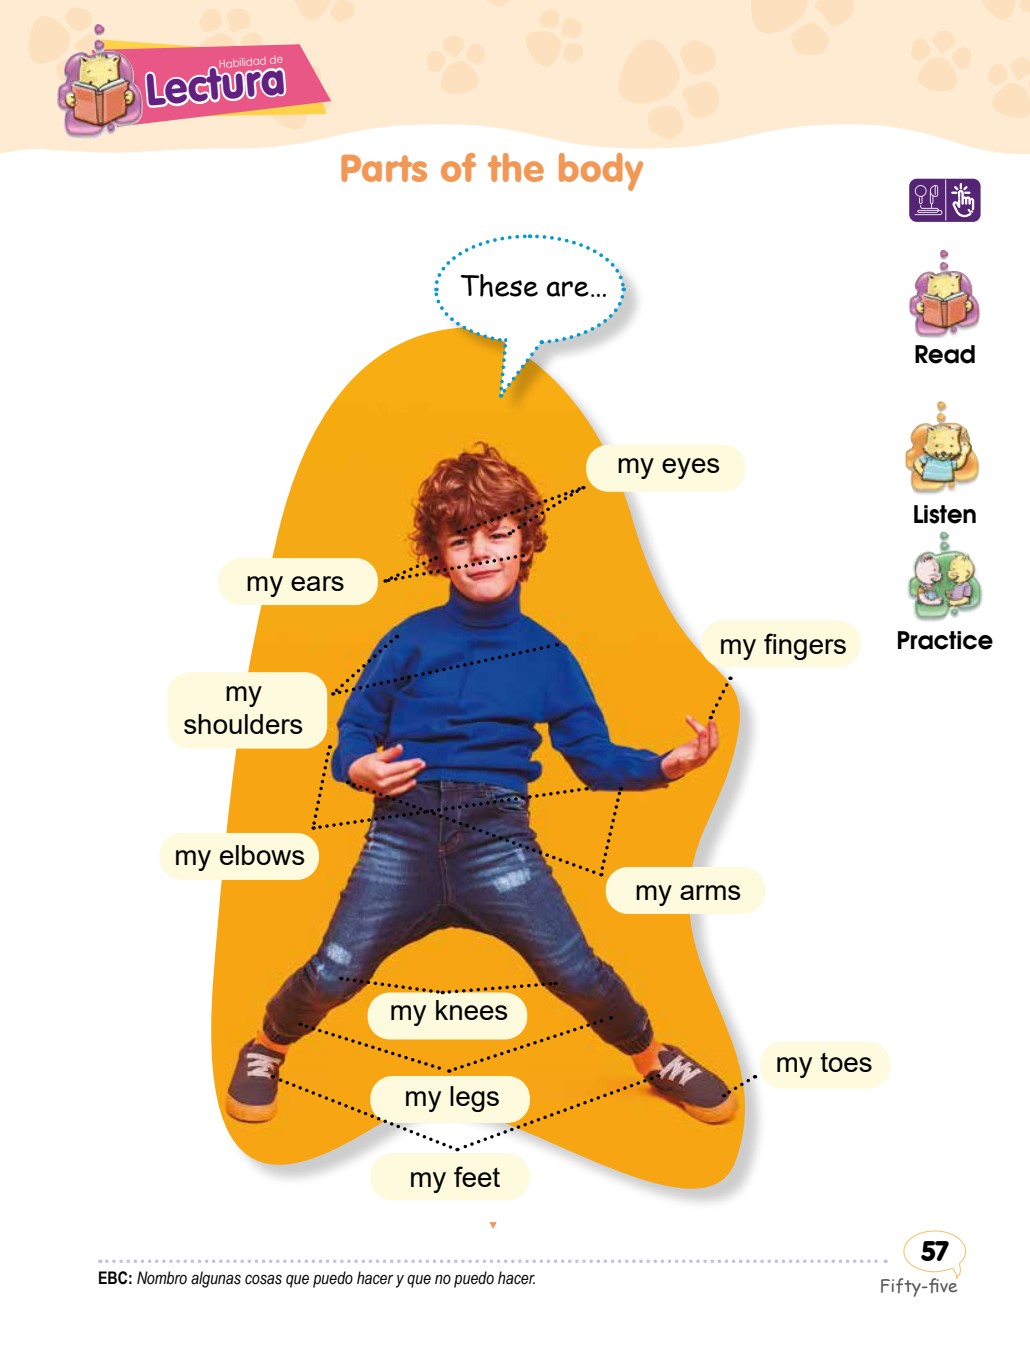 Habilidad de
Lectura
Parts of the body
These are...
my eyes
my ears
my fingers
my
shoulders
my elbows
my arms
my knees
my legs
my toes
my feet
Read
Listen
Practice
57
Fifty-five
EBC: Nombro algunas cosas que puedo hacer y que no puedo hacer.